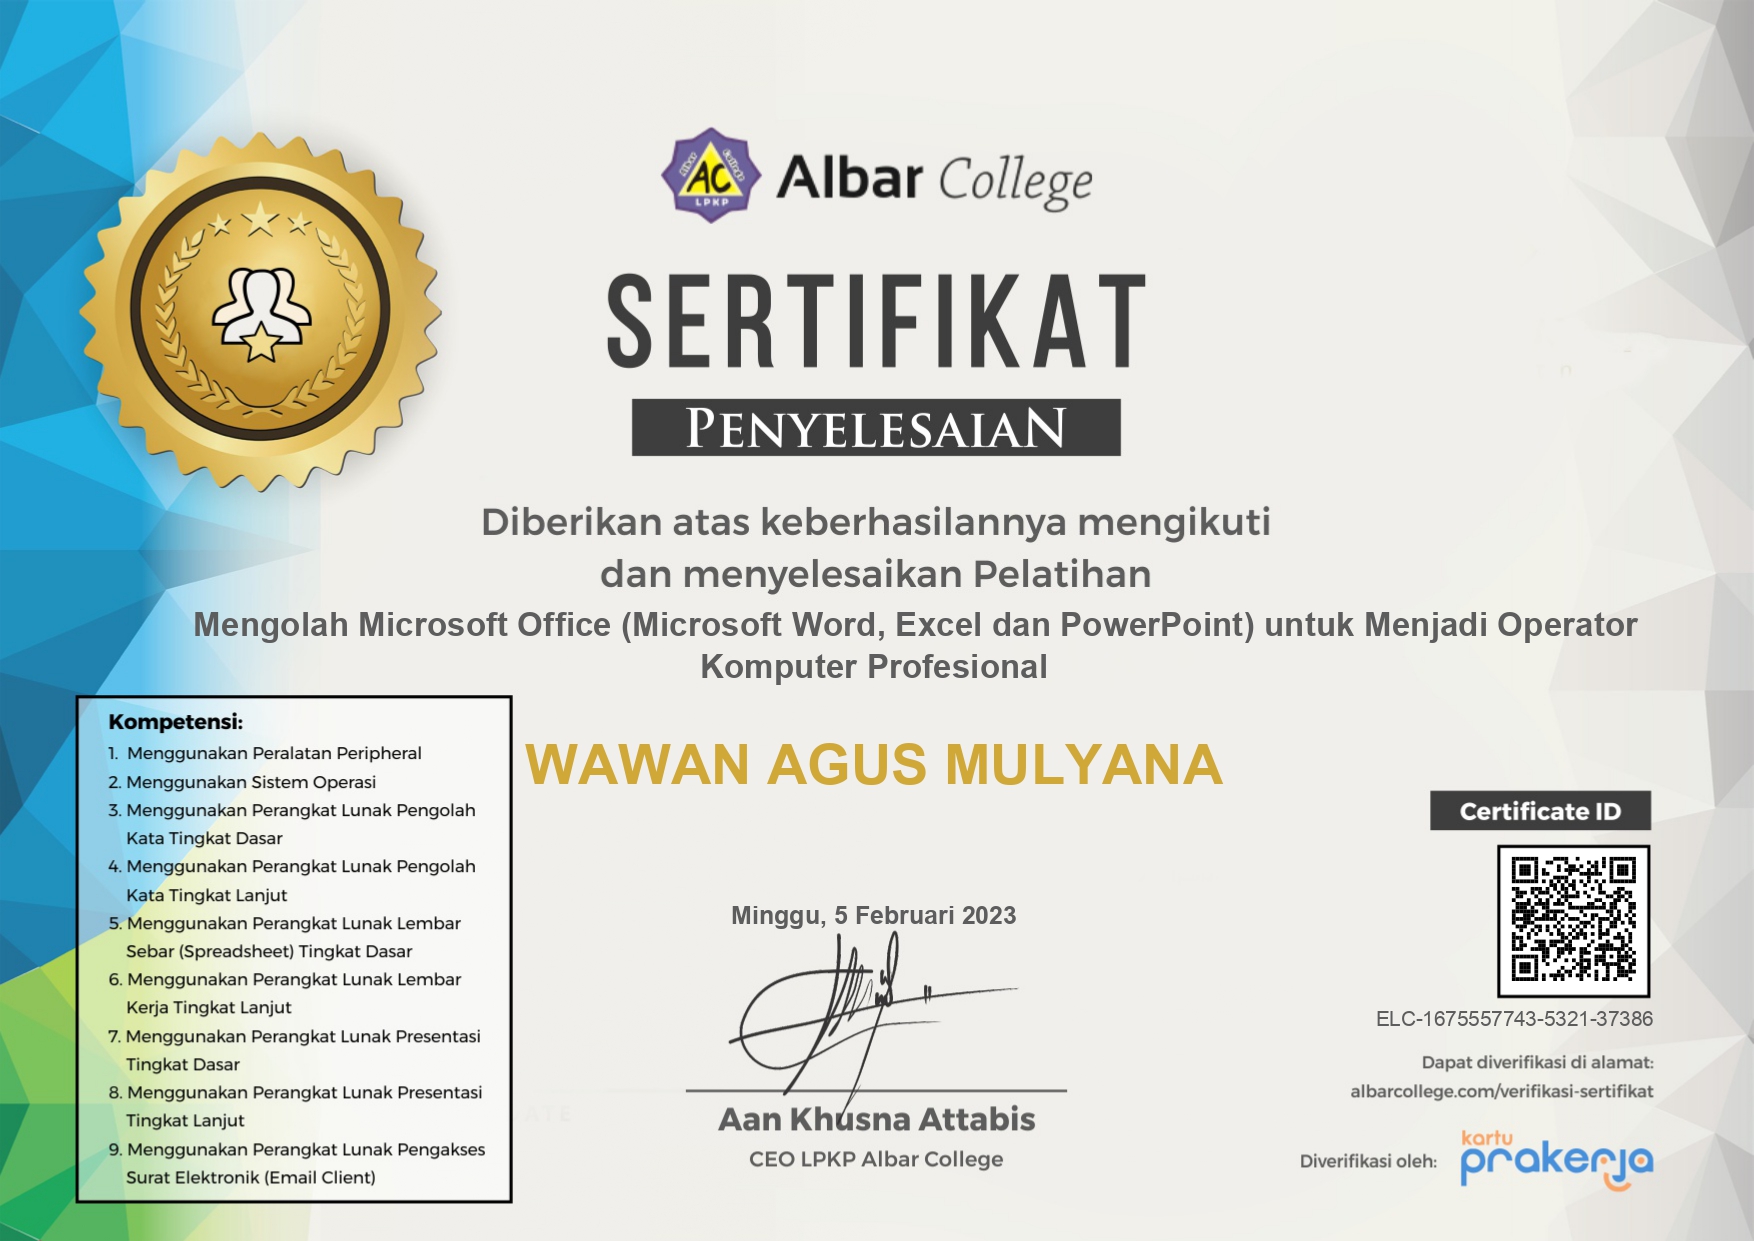 AC
LPKP
Albar College
SERTIFIKAT
PENYELESAIAN
Diberikan atas keberhasilannya mengikuti
dan menyelesaikan Pelatihan
Mengolah Microsoft Office (Microsoft Word, Excel dan PowerPoint) untuk Menjadi Operator
Komputer Profesional
Kompetensi:
1. Menggunakan Peralatan Peripheral
2. Menggunakan Sistem Operasi
3. Menggunakan Perangkat Lunak Pengolah
Kata Tingkat Dasar
4. Menggunakan Perangkat Lunak Pengolah
Kata Tingkat Lanjut
5. Menggunakan Perangkat Lunak Lembar
Sebar (Spreadsheet) Tingkat Dasar
6. Menggunakan Perangkat Lunak Lembar
Kerja Tingkat Lanjut
7. Menggunakan Perangkat Lunak Presentasi
Tingkat Dasar
8. Menggunakan Perangkat Lunak Presentasi
Tingkat Lanjut
9. Menggunakan Perangkat Lunak Pengakses
Surat Elektronik (Email Client)
WAWAN AGUS MULYANA
Minggu, 5 Februari 2023
Aan Khusna Attabis
CEO LPKP Albar College
Certificate ID
ELC-1675557743-5321-37386
Dapat diverifikasi di alamat:
albarcollege.com/verifikasi-sertifikat
Diverifikasi oleh:
kartu
prakerja